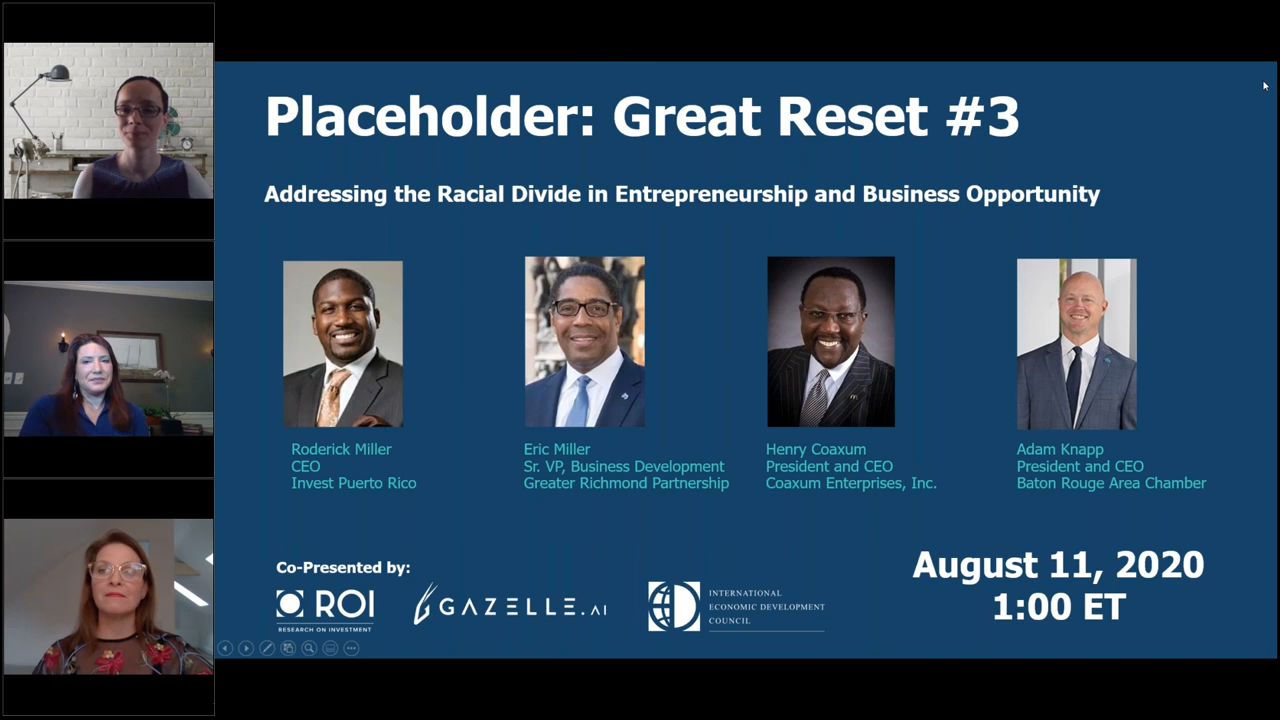 Placeholder: Great Reset #3
Addressing the Racial Divide in Entrepreneurship and Business Opportunity
Roderick Miller
CEO
Invest Puerto Rico
Eric Miller
Sr. VP, Business Development
Greater Richmond Partnership
Henry Coaxum
President and CEO
Coaxum Enterprises, Inc.
Adam Knapp
President and CEO
Baton Rouge Area Chamber
Co-Presented by:
ROI
RESEARCH ON INVESTMENT
GAZELLE.AI
INTERNATIONAL
ECONOMIC DEVELOPMENT
COUNCIL
August 11, 2020
1:00 ET